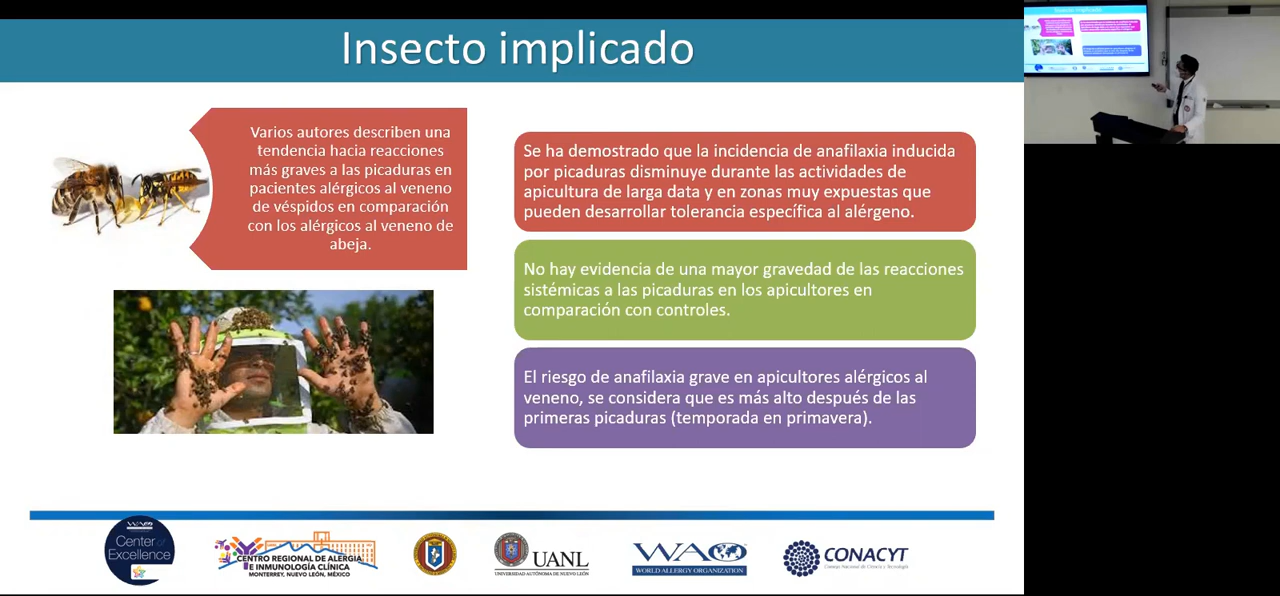 Insecto implicado
Varios autores describen una
tendencia hacia reacciones
más graves a las picaduras en
pacientes alérgicos al veneno
de véspidos en comparación
con los alérgicos al veneno de
abeja.
Se ha demostrado que la incidencia de anafilaxia inducida
por picaduras disminuye durante las actividades de
apicultura de larga data y en zonas muy expuestas que
pueden desarrollar tolerancia específica al alérgeno.
No hay evidencia de una mayor gravedad de las reacciones
sistémicas a las picaduras en los apicultores en
comparación con controles.
El riesgo de anafilaxia grave en apicultores alérgicos al
veneno, se considera que es más alto después de las
primeras picaduras (temporada en primavera).
Center of
Excellence
CENTRO REGIONAL DE ALERGIA
E INMUNOLOGÍA CLÍNICA
MONTERREY, NUEVO LEÓN, MÉXICO
UANL
UNIVERSIDAD AUTÓNOMA DE NUEVO LEÓN
WAO
WORLD ALLERGY ORGANIZATION
CONACYT
Consejo Nacional de Ciencia y Tecnología
Insecto implicado